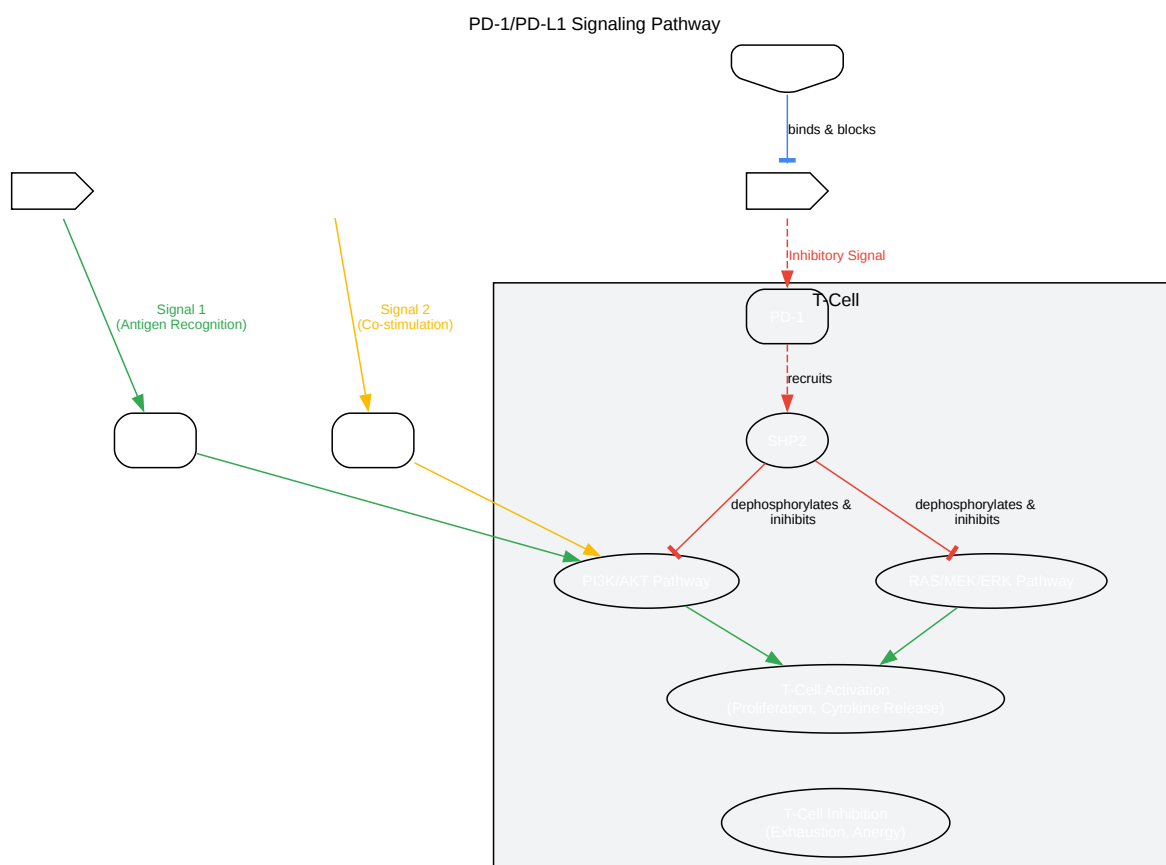 PD-1/PD-L1 Signaling Pathway
binds & blocks
Inhibitory Signal
T-Cell
PD-1
Signal 1
(Antigen Recognition)
Signal 2
(Co-stimulation)
recruits
SHP2
dephosphorylates &
inihibits
dephosphorylates &
inihibits
PI3K/AKT Pathway
RAS/MEK/ERK Pathway
T-Cell Activation
(Proliferation, Cytokine Release)
T-Cell Inhibition
(Exhaustion, Anergy)